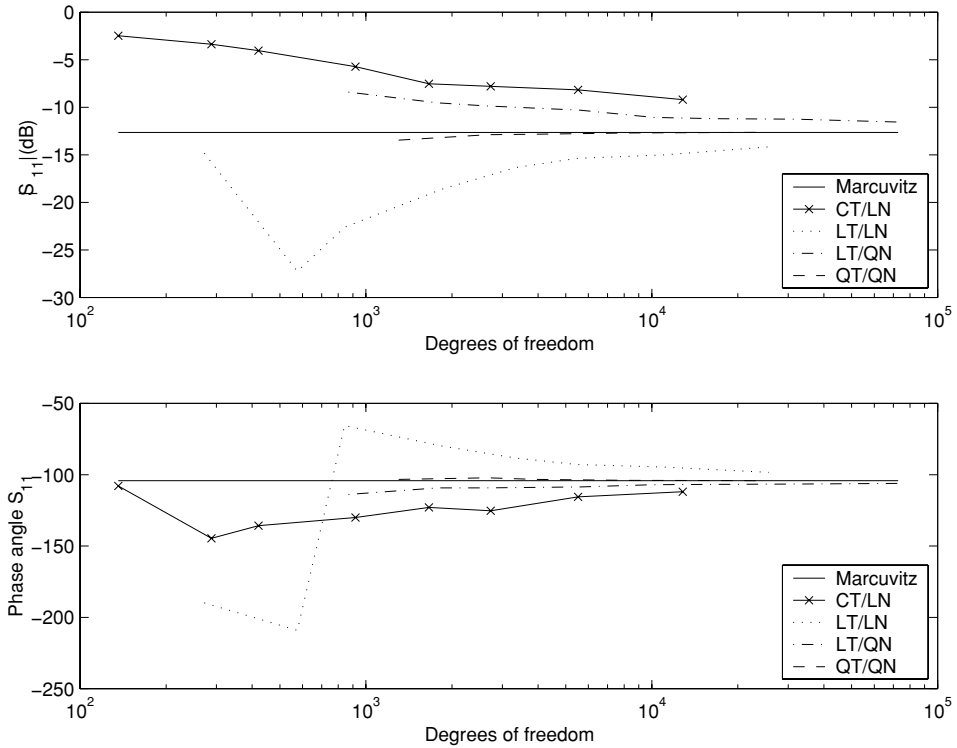 0
−5
−10
−15
−20
−25
−30
|S 11|(dB)
10^2
10^3
10^4
10^5
Degrees of freedom
Marcuvitz
CT/LN
LT/LN
LT/QN
QT/QN
−50
−100
−150
−200
−250
Phase angle S11
10^2
10^3
10^4
10^5
Degrees of freedom
Marcuvitz
CT/LN
LT/LN
LT/QN
QT/QN